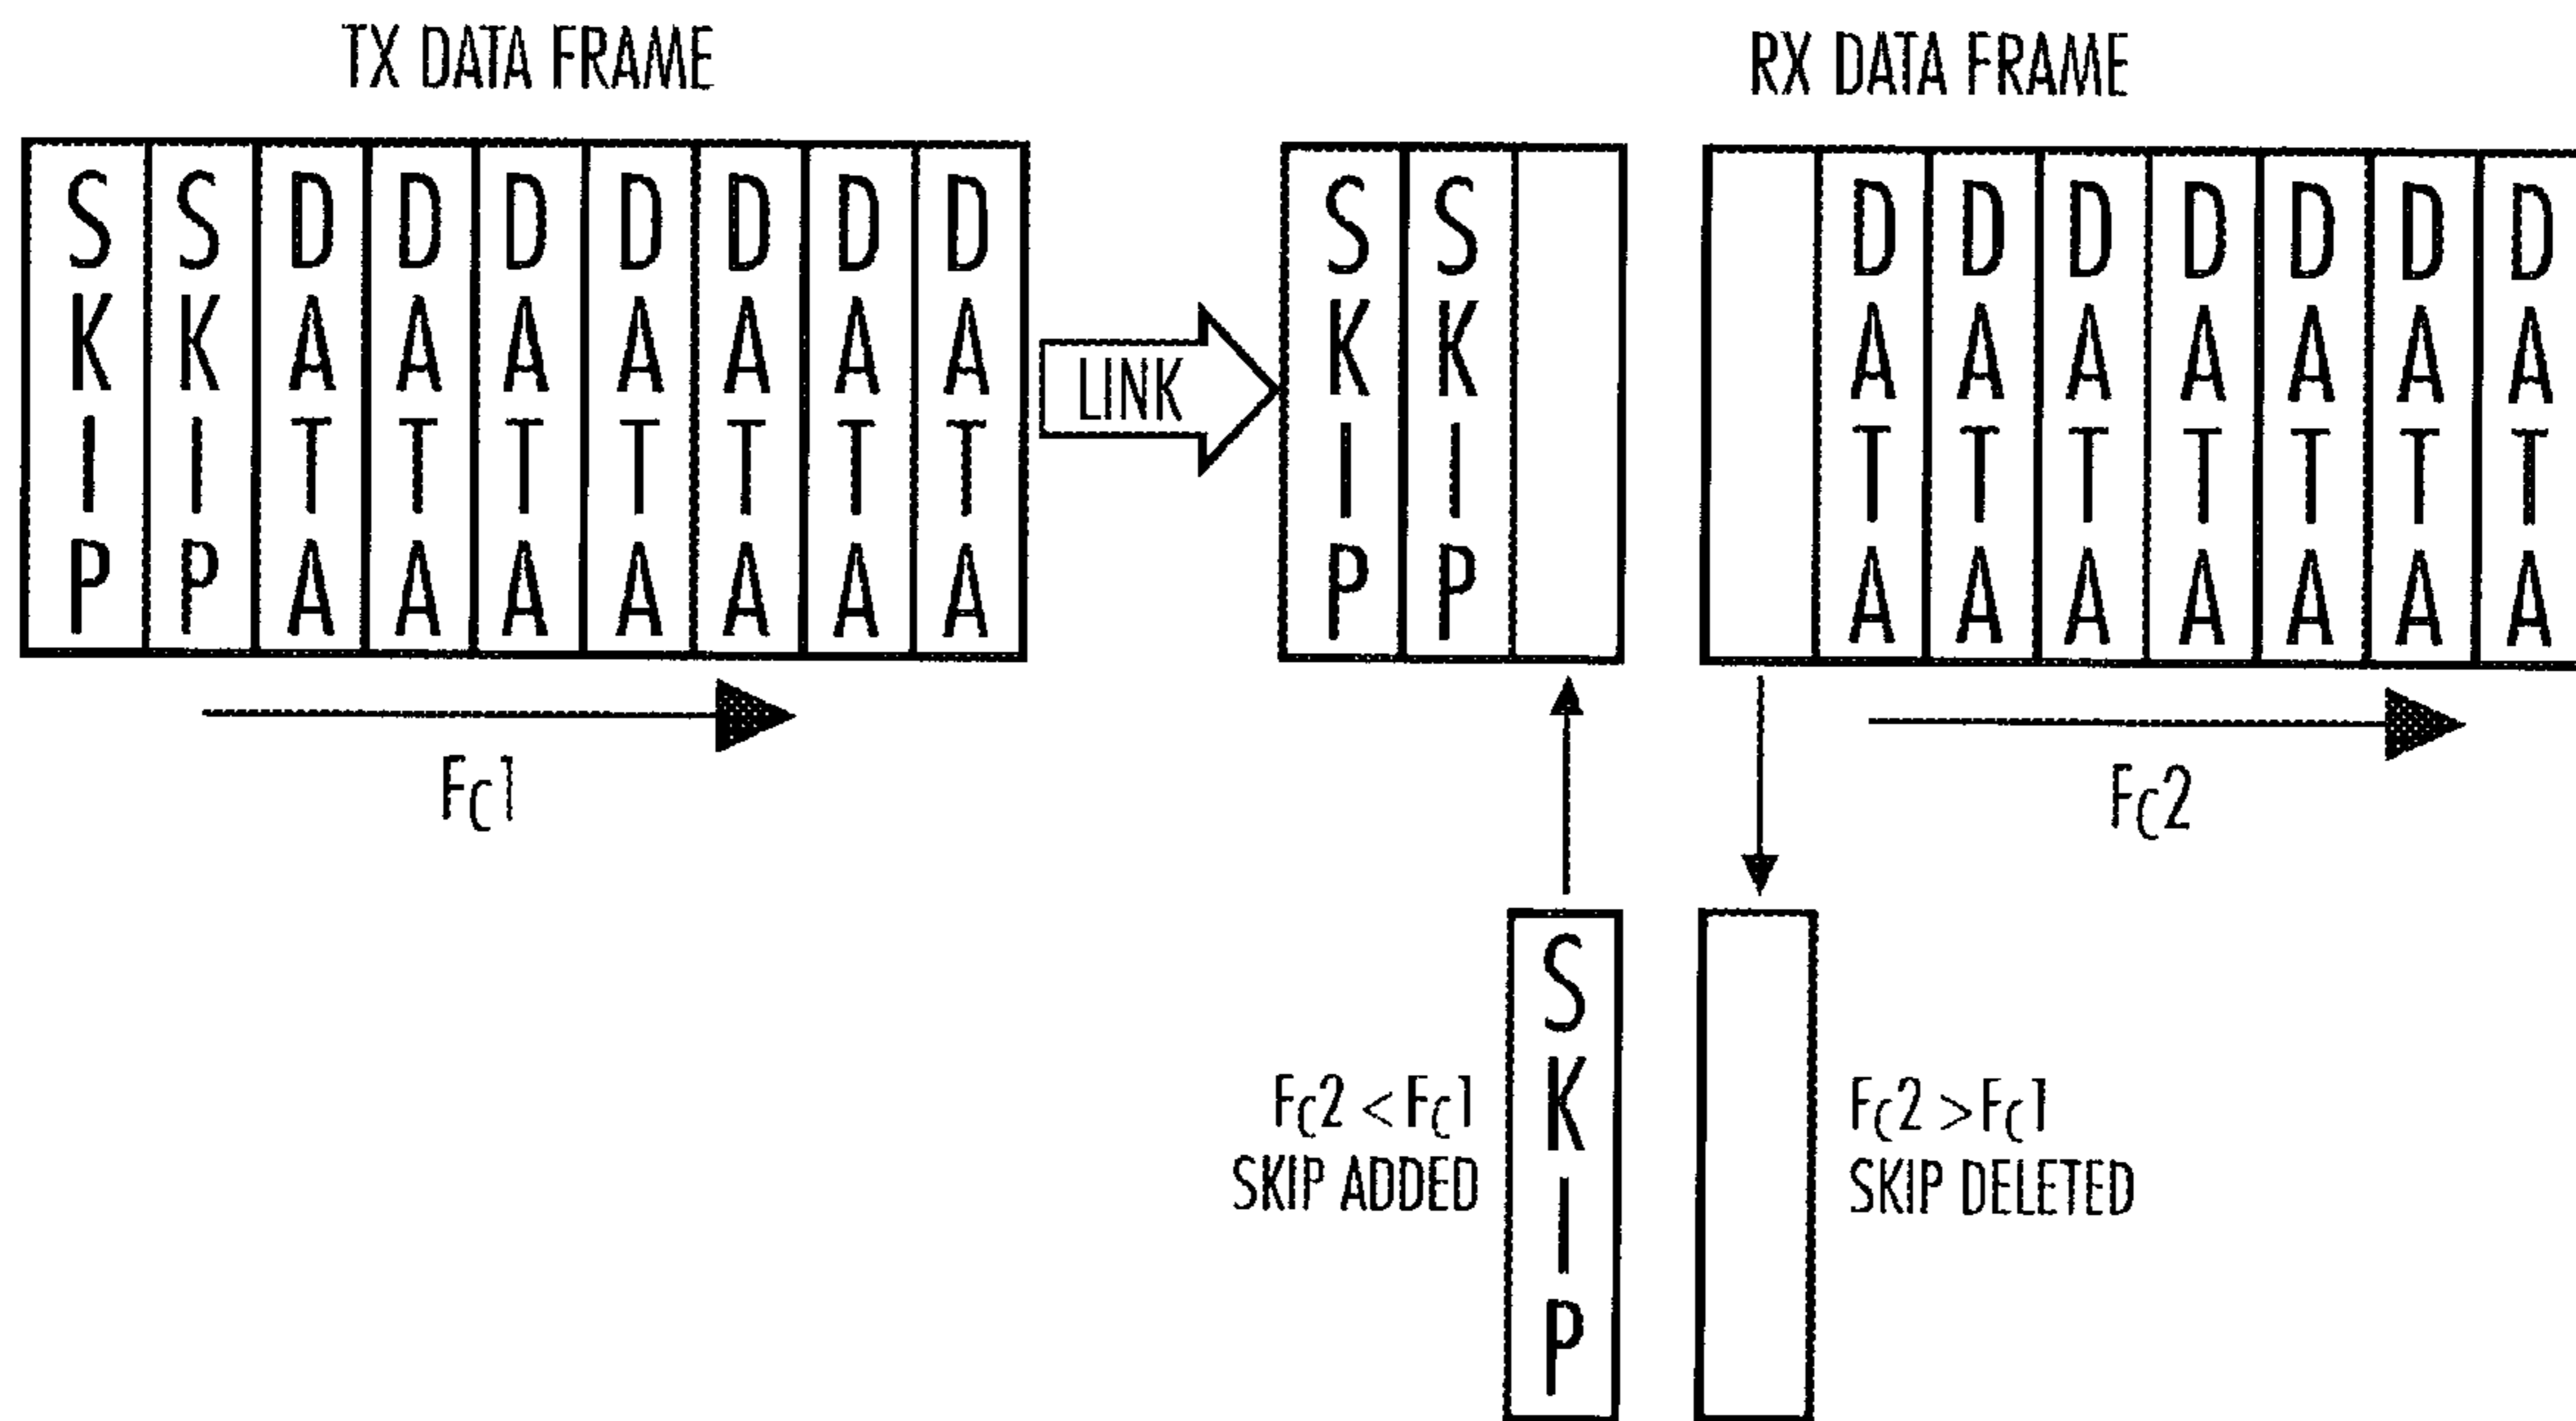 TX DATA FRAME
RX DATA FRAME
SKIP
SKIP
DATA
DATA
DATA
DATA
DATA
DATA
DATA
LINK
SKIP
SKIP
DATA
DATA
DATA
DATA
DATA
DATA
DATA
FC1
FC2
SKIP
FC2 < FC1
SKIP ADDED
FC2 > FC1
SKIP DELETED